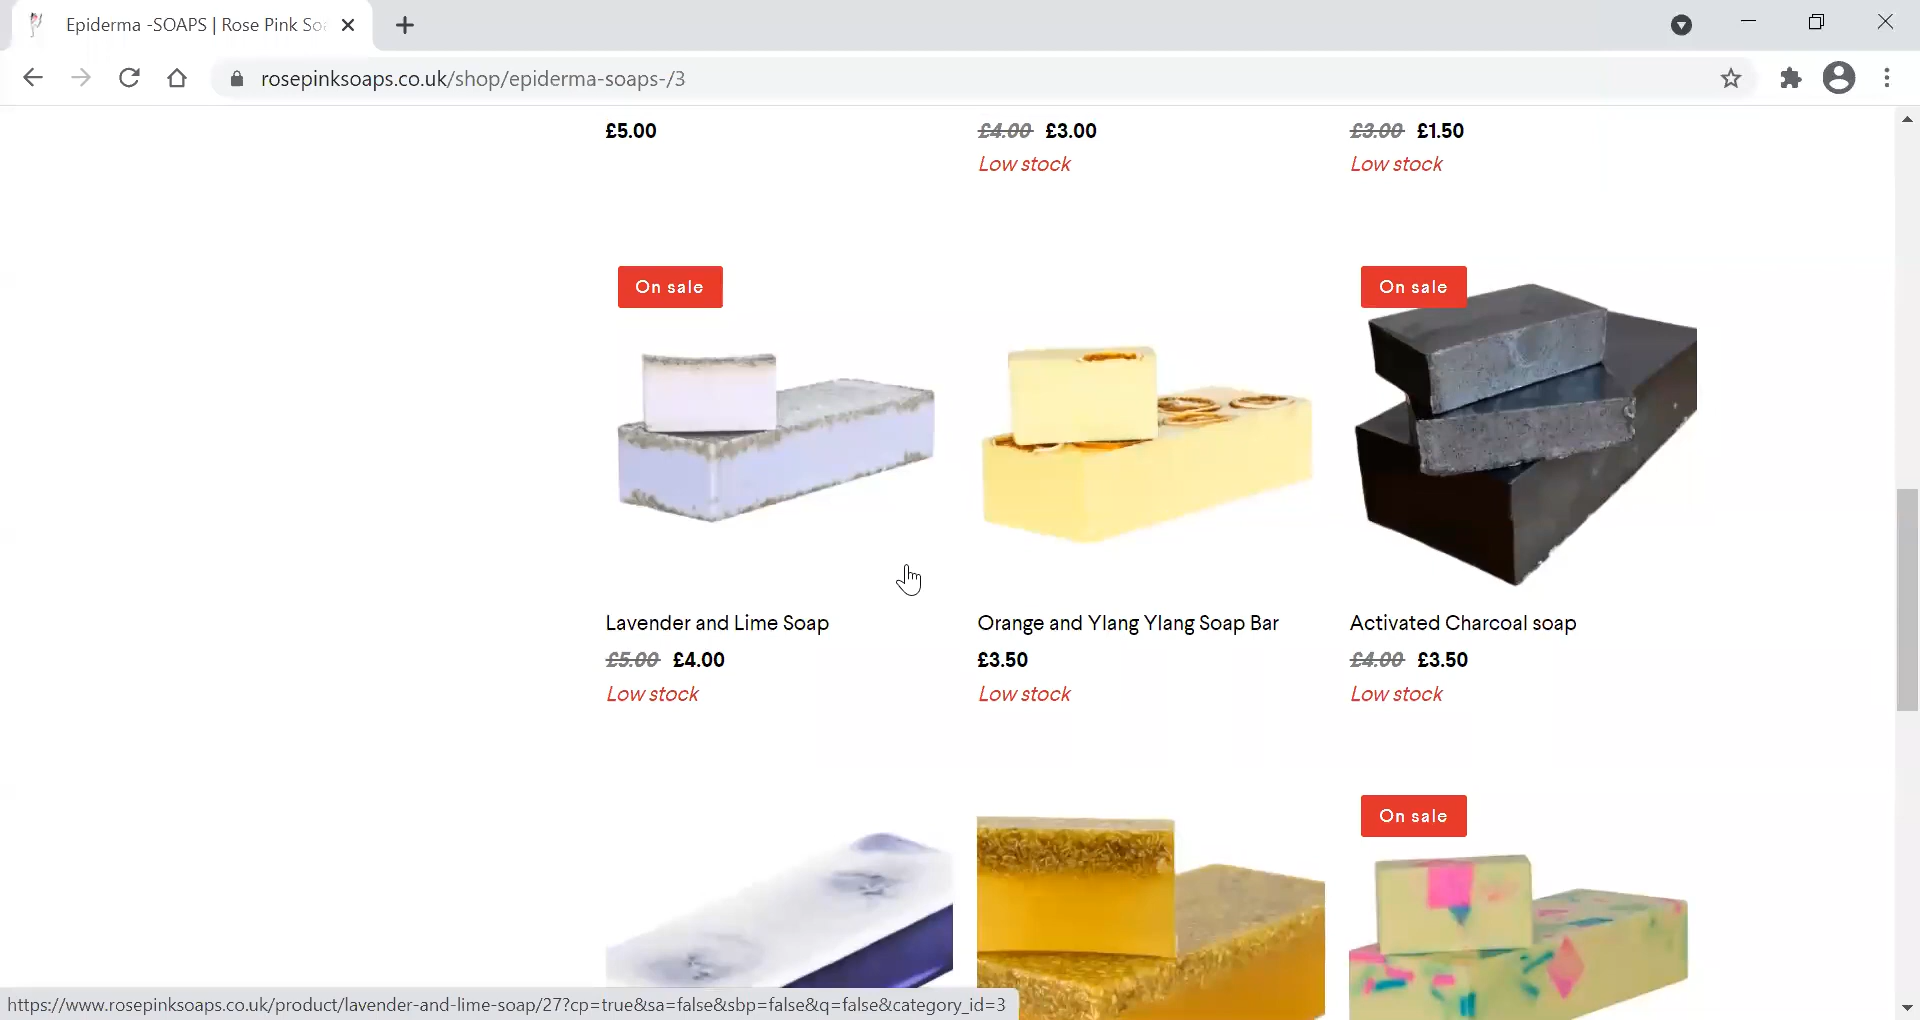 Epiderma -SOAPS | Rose Pink So
rosepinksoaps.co.uk/shop/epiderma-soaps-/3
£5.00
£4.00 £3.00
£3.00 £1.50
Low stock
Low stock
On sale
On sale
Lavender and Lime Soap
Orange and Ylang Ylang Soap Bar
Activated Charcoal soap
£5.00 £4.00
£3.50
£4.00 £3.50
Low stock
Low stock
Low stock
On sale
https://www.rosepinksoaps.co.uk/product/lavender-and-lime-soap/27?cp=true&sa=false&sbp=false&q=false&category_id=3